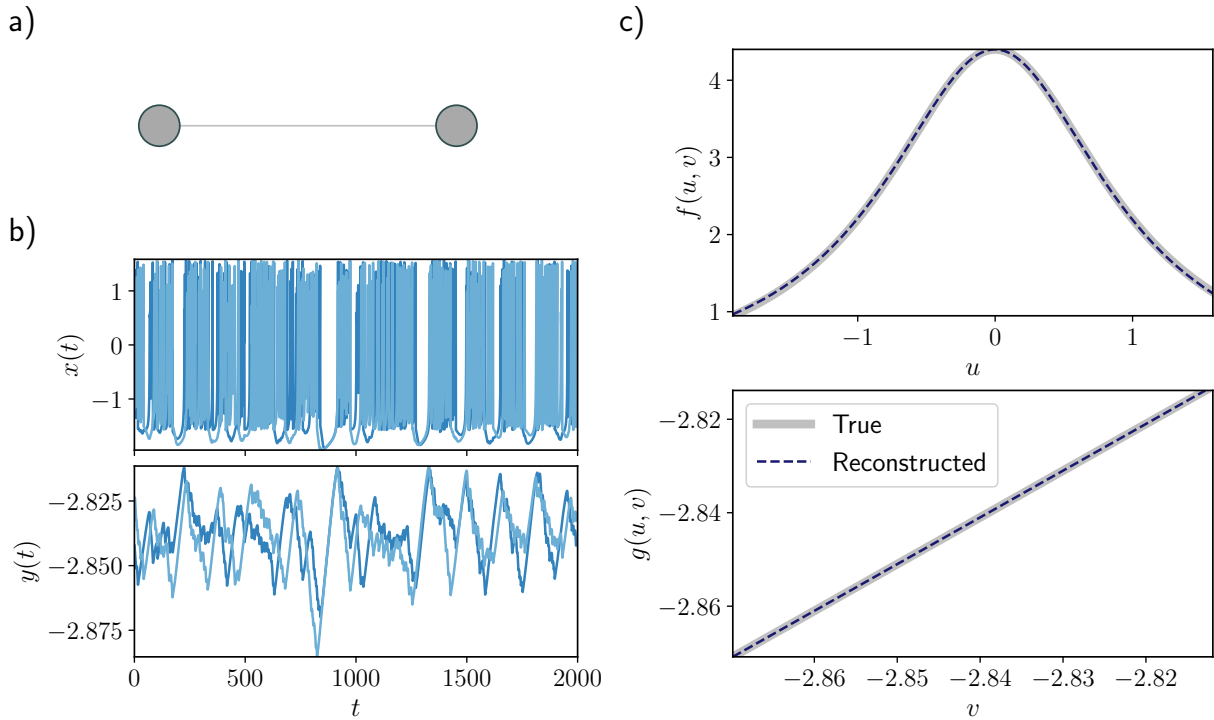 a)
b)
1
0
−1
x(t)
−2.825
−2.850
−2.875
y(t)
0
500
1000
1500
2000
t
c)
4
3
2
1
f(u, v)
−1
0
1
u
−2.82
−2.84
−2.86
g(u, v)
True
Reconstructed
−2.86
−2.85
−2.84
−2.83
−2.82
v